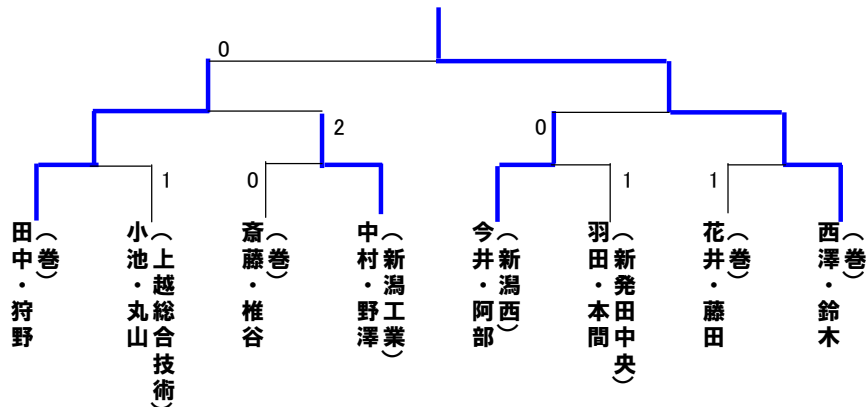 0
2
0
1
0
1
1
田中・狩野
（巻）
小池・丸山
（上越総合技術）
斎藤・椎谷
（巻）
中村・野澤
（新潟工業）
今井・阿部
（新潟西）
羽田・本間
（新発田中央）
花井・藤田
（巻）
西澤・鈴木
（巻）